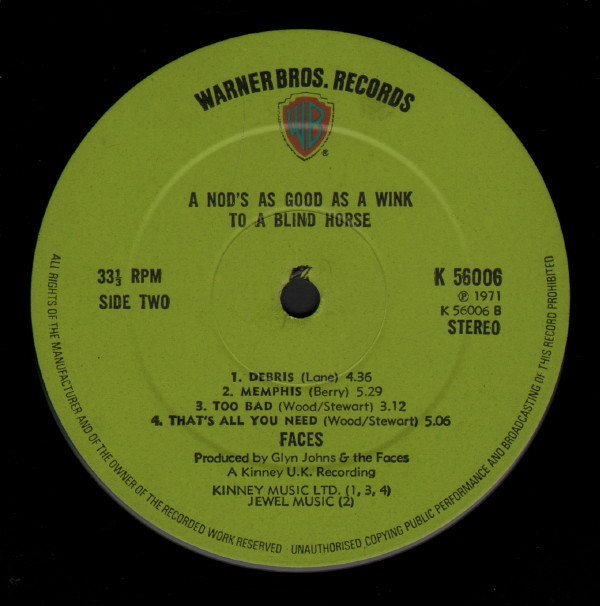 WARNER BROS. RECORDS
WB
®
A NOD'S AS GOOD AS A WINK
TO A BLIND HORSE
33⅓ RPM
SIDE TWO
K 56006
℗ 1971
K 56006 B
STEREO
1. DEBRIS (Lane) 4.36
2. MEMPHIS (Berry) 5.29
3. TOO BAD (Wood/Stewart) 3.12
4. THAT'S ALL YOU NEED (Wood/Stewart) 5.06
FACES
Produced by Glyn Johns & the Faces
A Kinney U.K. Recording
KINNEY MUSIC LTD. (1, 3, 4)
JEWEL MUSIC (2)
ALL RIGHTS OF THE MANUFACTURER AND OF THE OWNER OF THE RECORDED WORK RESERVED · UNAUTHORISED COPYING PUBLIC PERFORMANCE AND BROADCASTING OF THIS RECORD PROHIBITED